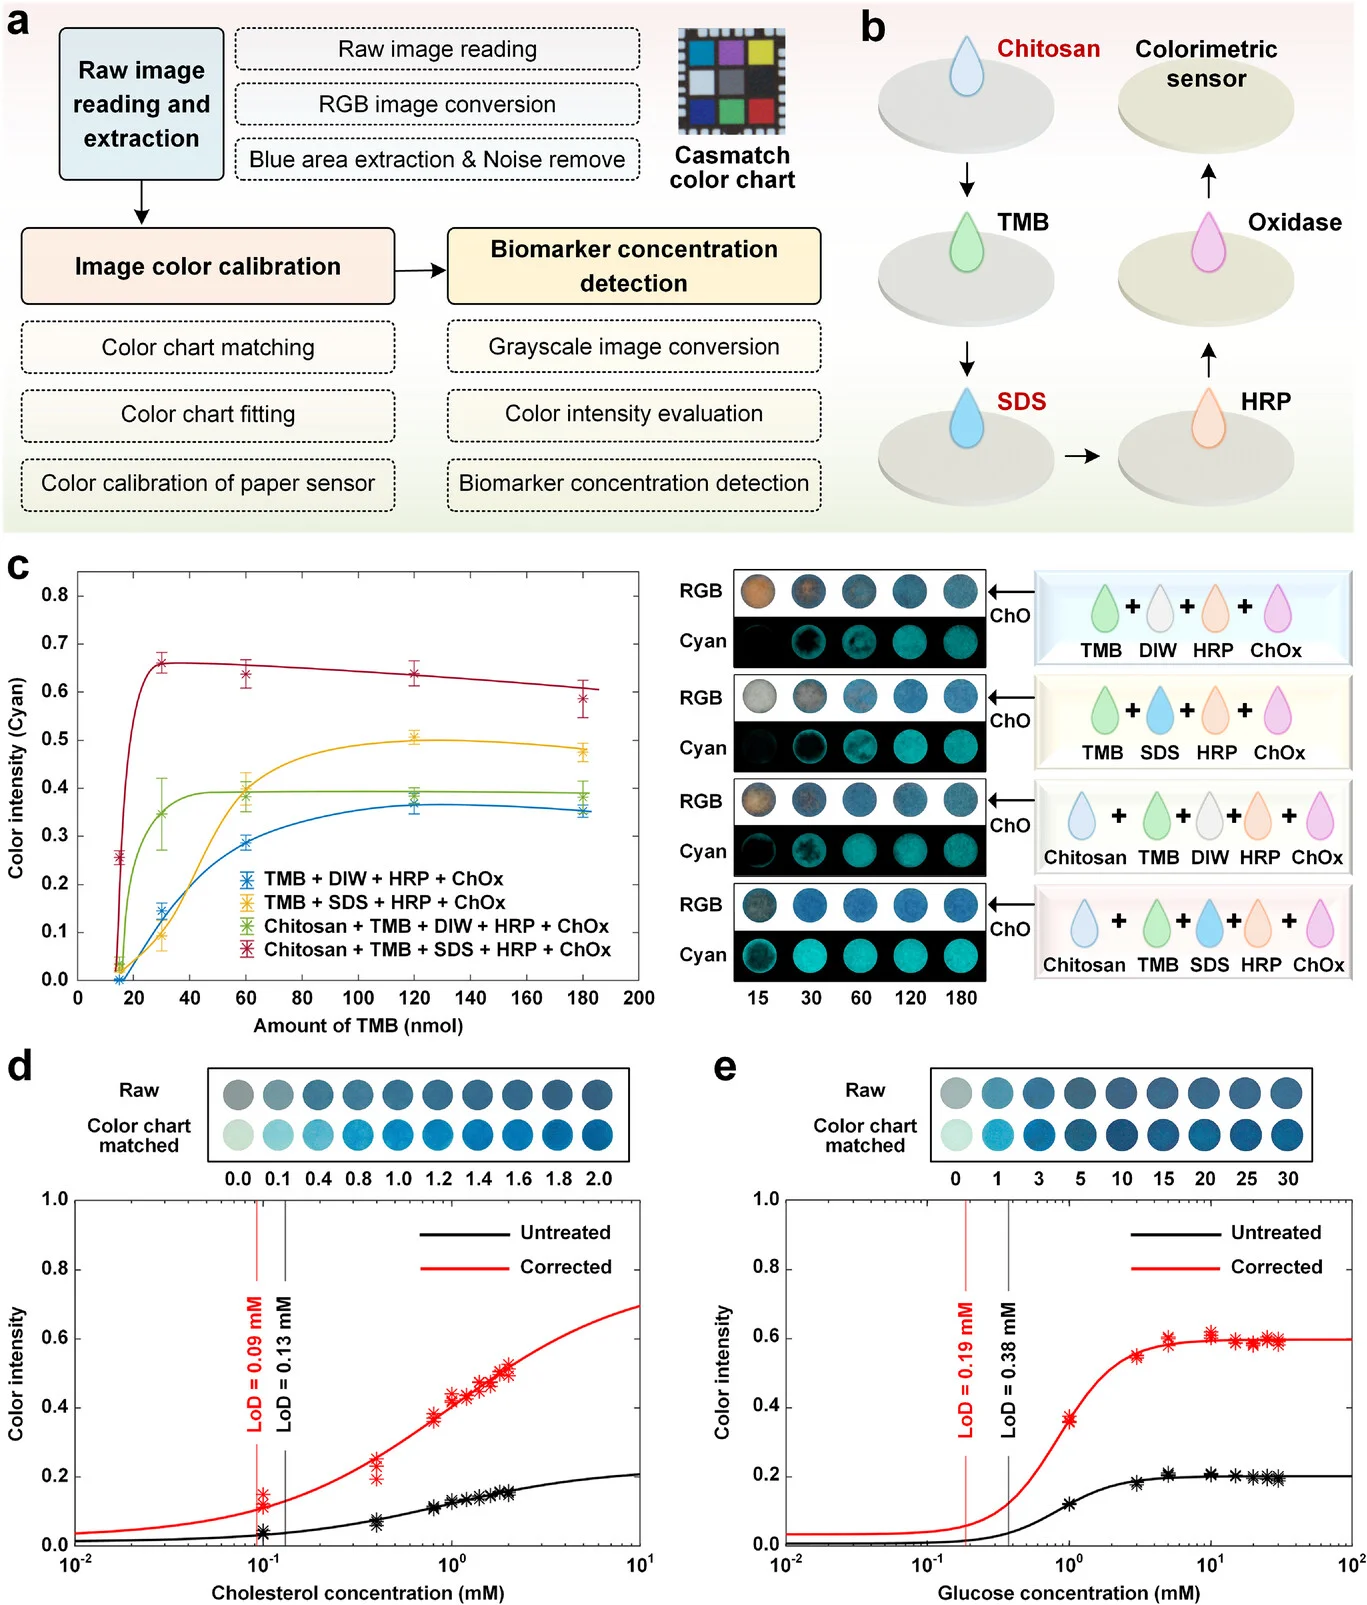 a
Raw image
reading and
extraction
Raw image reading
RGB image conversion
Blue area extraction & Noise remove
Casmatch
color chart
Image color calibration
Biomarker concentration
detection
Color chart matching
Color chart fitting
Color calibration of paper sensor
Grayscale image conversion
Color intensity evaluation
Biomarker concentration detection
b
Chitosan
Colorimetric
sensor
TMB
Oxidase
SDS
HRP
c
Color intensity (Cyan)
0.8
0.7
0.6
0.5
0.4
0.3
0.2
0.1
0.0
0 20 40 60 80 100 120 140 160 180 200
Amount of TMB (nmol)
TMB + DIW + HRP + ChOx
TMB + SDS + HRP + ChOx
Chitosan + TMB + DIW + HRP + ChOx
Chitosan + TMB + SDS + HRP + ChOx
RGB
Cyan
ChO
TMB + DIW + HRP + ChOx
RGB
Cyan
ChO
TMB + SDS + HRP + ChOx
RGB
Cyan
ChO
Chitosan + TMB + DIW + HRP + ChOx
RGB
Cyan
ChO
Chitosan + TMB + SDS + HRP + ChOx
15 30 60 120 180
d
Raw
Color chart
matched
0.0 0.1 0.4 0.8 1.0 1.2 1.4 1.6 1.8 2.0
Color intensity
1.0
0.8
0.6
0.4
0.2
0.0
Untreated
Corrected
LoD = 0.09 mM
LoD = 0.13 mM
10-2 10-1 100 101
Cholesterol concentration (mM)
e
Raw
Color chart
matched
0 1 3 5 10 15 20 25 30
Color intensity
1.0
0.8
0.6
0.4
0.2
0.0
Untreated
Corrected
LoD = 0.19 mM
LoD = 0.38 mM
10-2 10-1 100 101 102
Glucose concentration (mM)